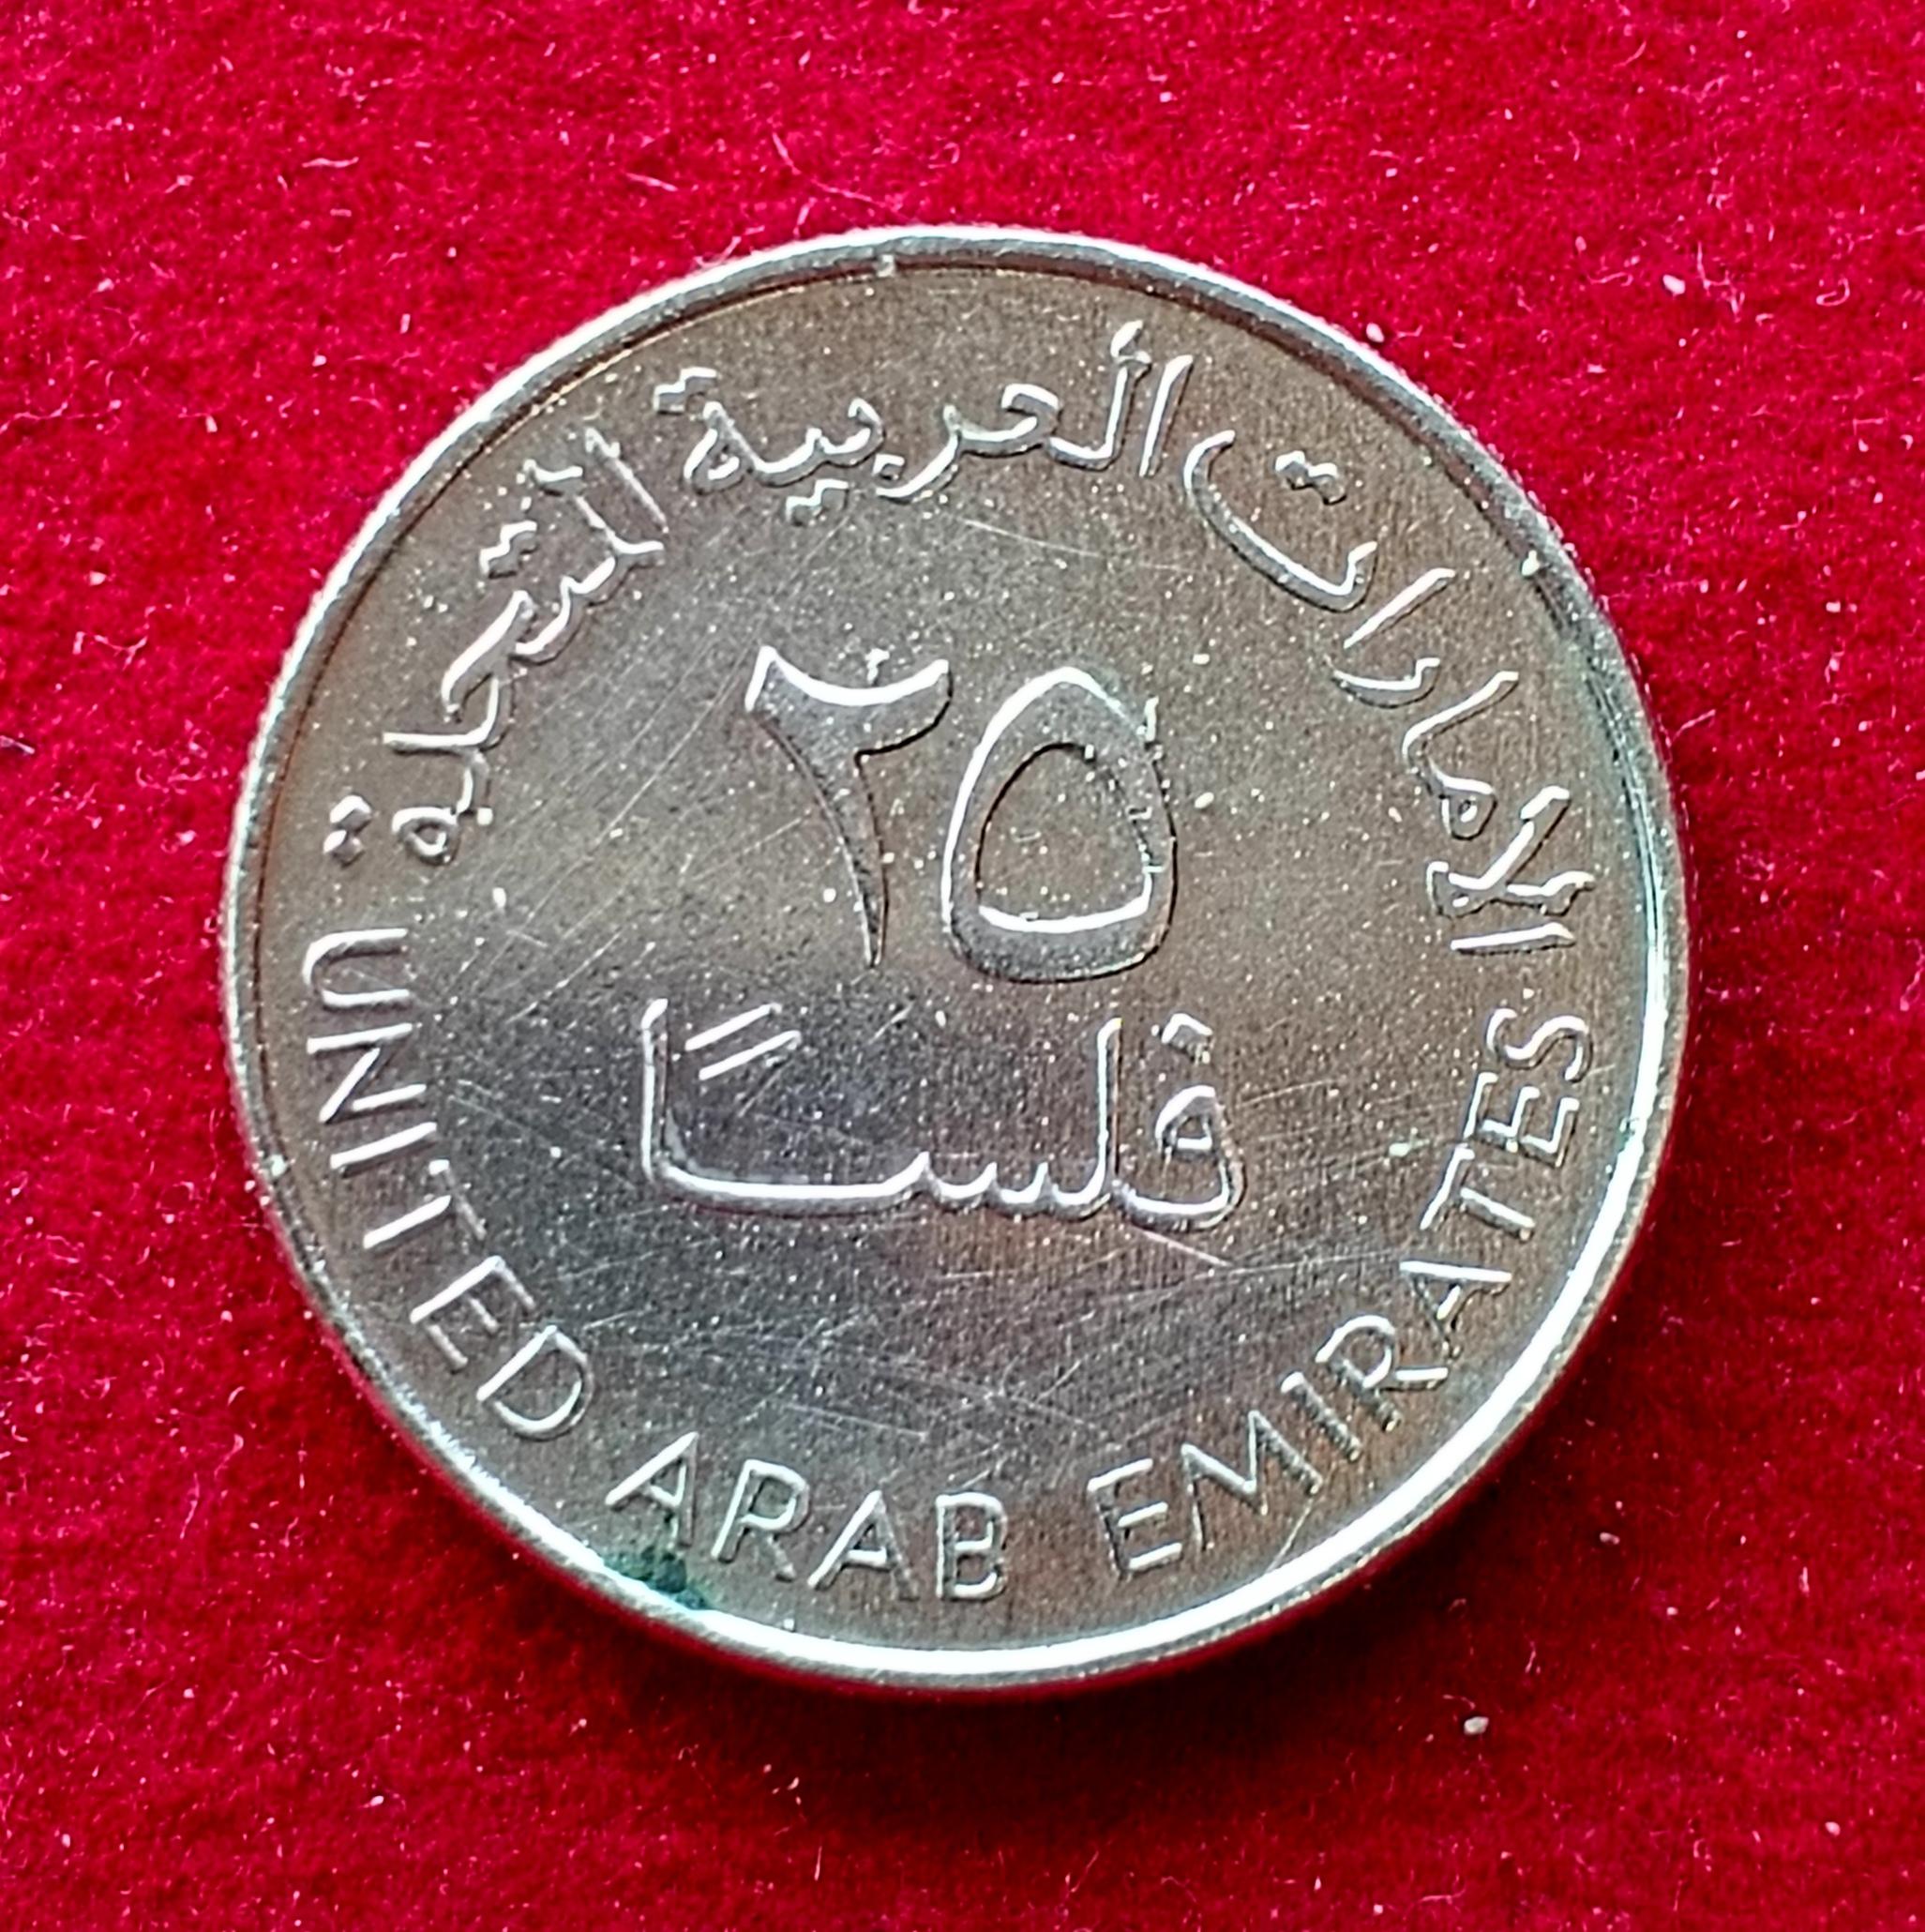 الإمارات العربية المتحدة
٢٥
فلساً
UNITED ARAB EMIRATES